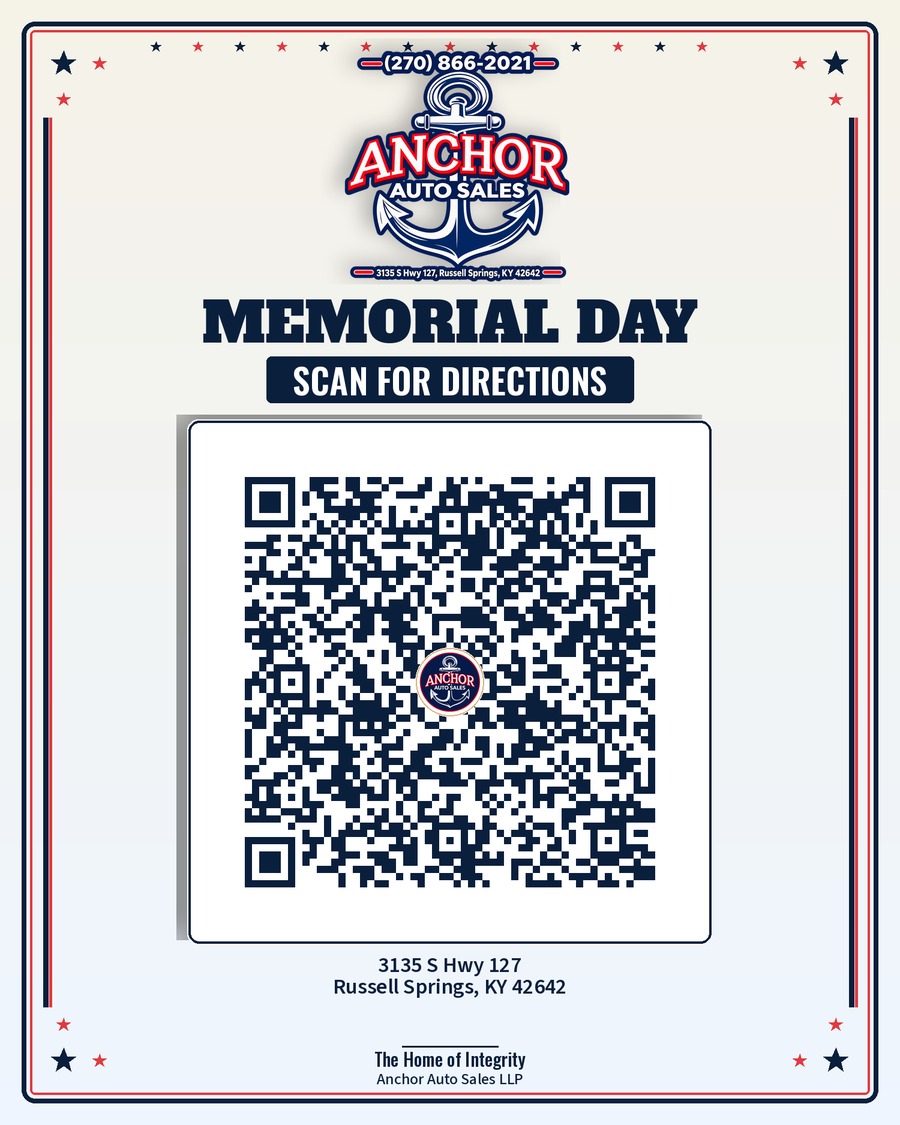 (270) 866-2021
ANCHOR
AUTO SALES
3135 S Hwy 127, Russell Springs, KY 42642
MEMORIAL DAY
SCAN FOR DIRECTIONS
ANCHOR
AUTO SALES
3135 S Hwy 127
Russell Springs, KY 42642
The Home of Integrity
Anchor Auto Sales LLP